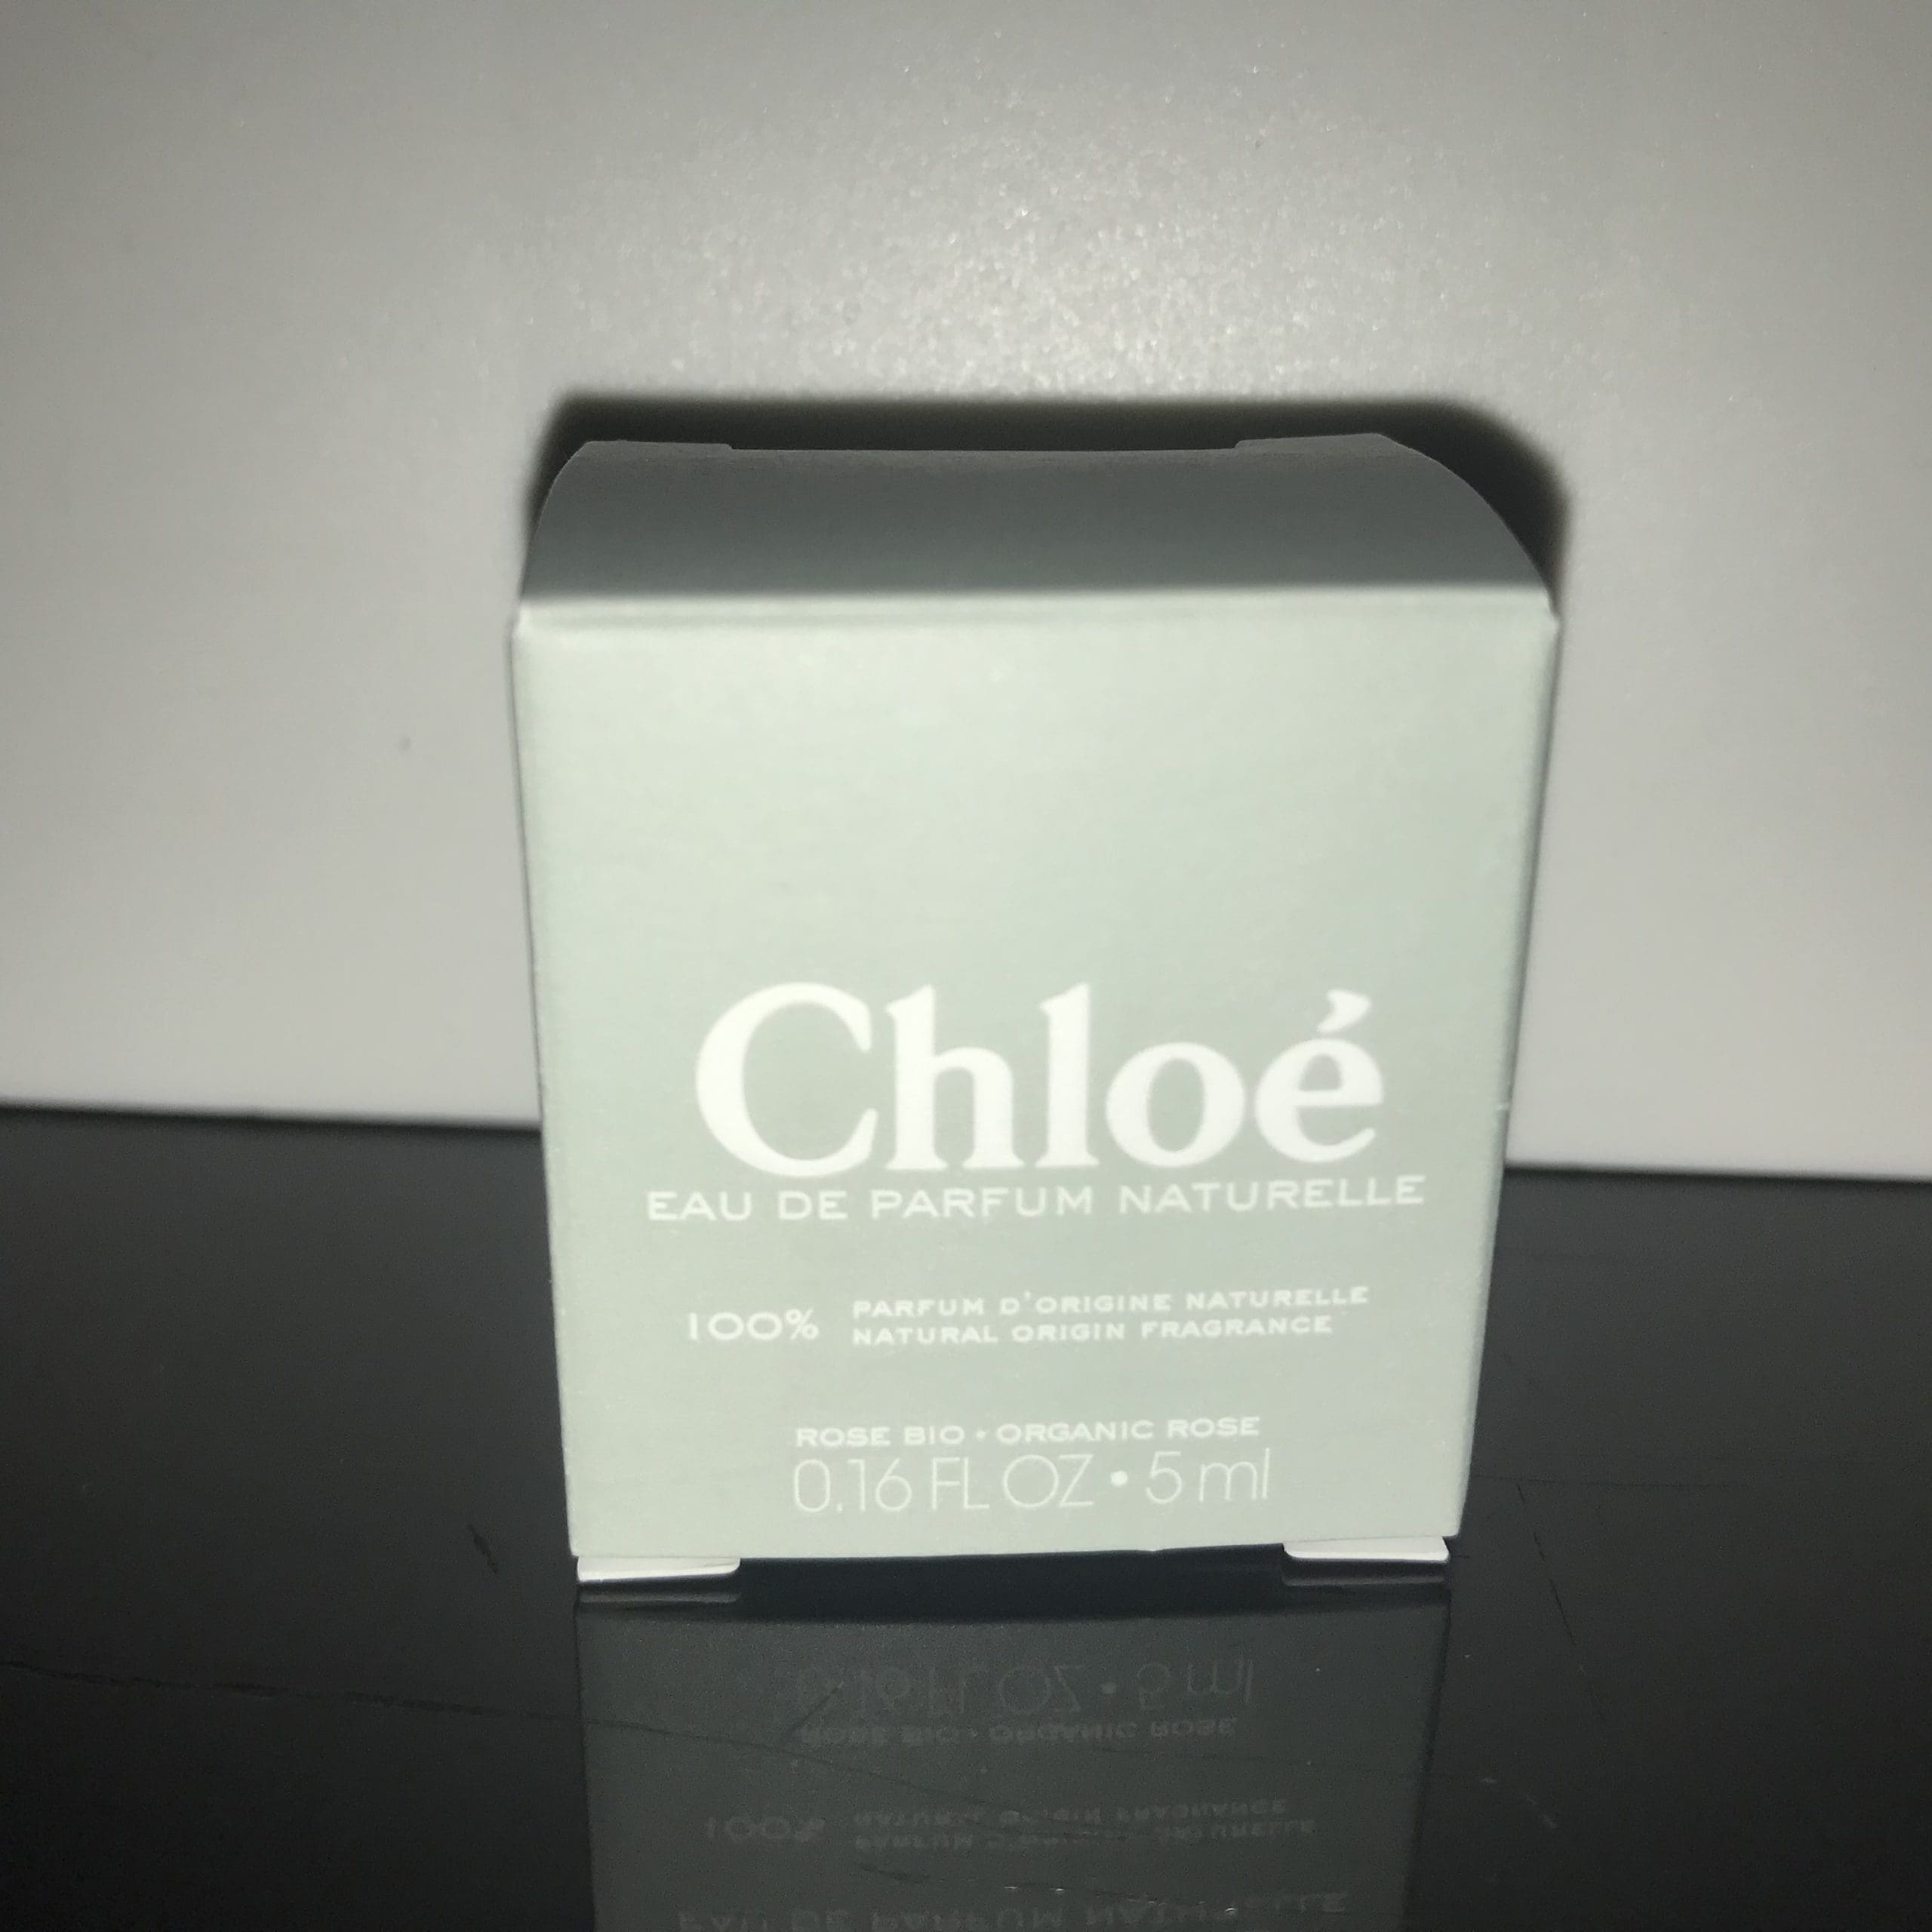 Chloé
EAU DE PARFUM NATURELLE
100% PARFUM D'ORIGINE NATURELLE
NATURAL ORIGIN FRAGRANCE
ROSE BIO • ORGANIC ROSE
0.16 FL OZ • 5 ml